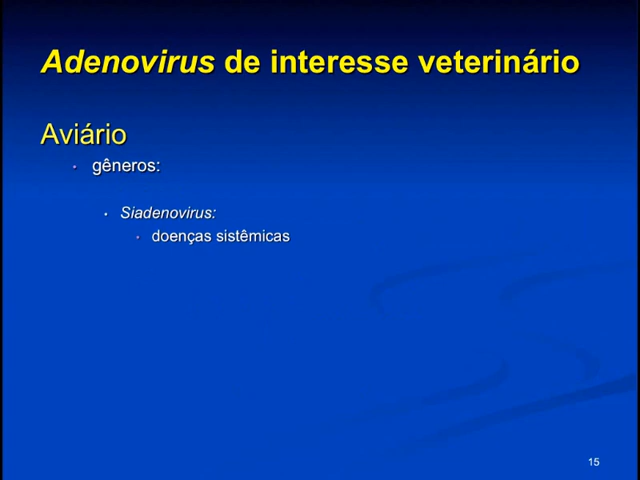 Adenovirus de interesse veterinário
Aviário
• gêneros:
• Siadenovirus:
• doenças sistêmicas
15